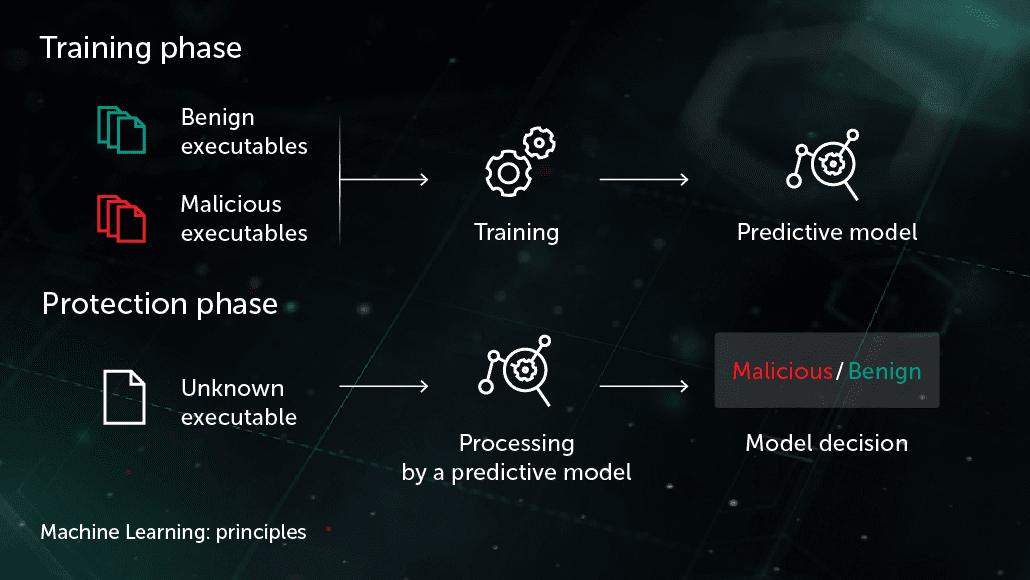 Training phase
Benign
executables
Malicious
executables
Training
Predictive model
Protection phase
Unknown
executable
Processing
by a predictive model
Malicious/Benign
Model decision
Machine Learning: principles